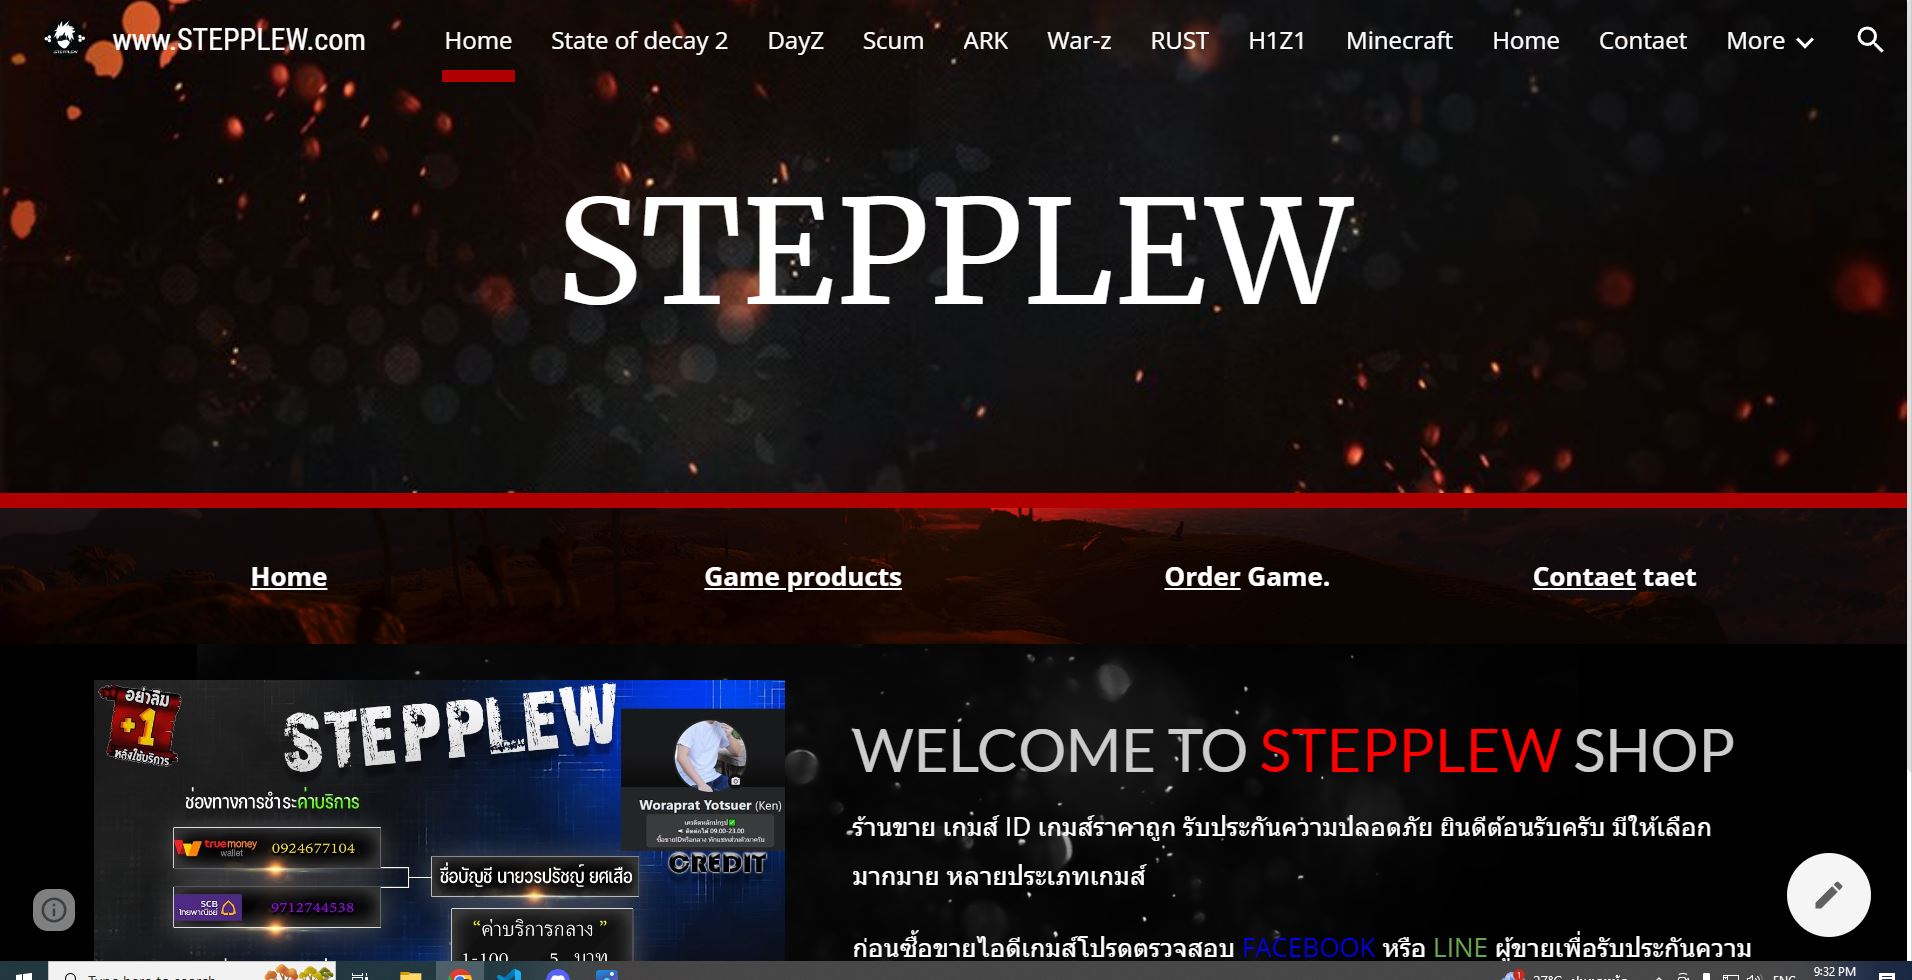 www.STEPPLEW.com
Home State of decay 2 DayZ Scum ARK War-z RUST H1Z1 Minecraft Home Contaet More
STEPPLEW
Home Game products Order Game. Contaet taet
อย่าลืม
+1
หลังใช้บริการ
STEPPLEW
ช่องทางการชำระค่าบริการ
truemoney
wallet
0924677104
SCB
ไทยพาณิชย์
9712744538
ชื่อบัญชี นายวรปรัชญ์ ยศเสือ
“ค่าบริการกลาง ”
1-100 5 บาท
Woraprat Yotsuer (Ken)
CREDIT
WELCOME TO STEPPLEW SHOP
ร้านขาย เกมส์ ID เกมส์ราคาถูก รับประกันความปลอดภัย ยินดีต้อนรับครับ มีให้เลือก
มากมาย หลายประเภทเกมส์
ก่อนซื้อขายไอดีเกมส์โปรดตรวจสอบ FACEBOOK หรือ LINE ผู้ขายเพื่อรับประกันความ
Type here to search
27°C
ENG
9:32 PM